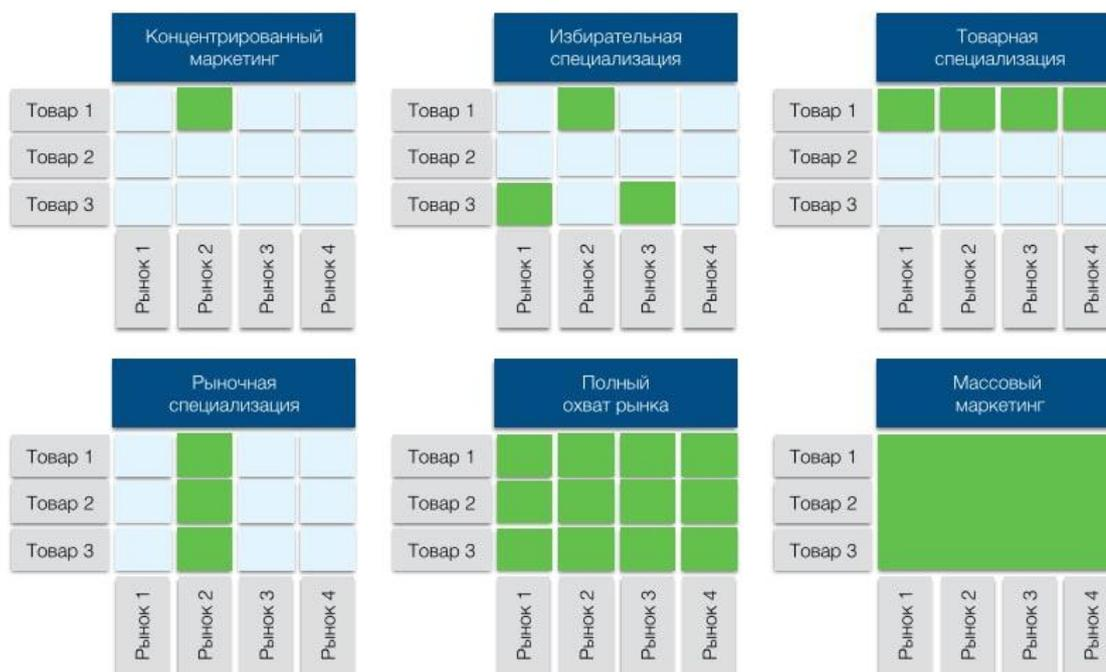 Концентрированный
маркетинг
Товар 1
Товар 2
Товар 3
Рынок 1
Рынок 2
Рынок 3
Рынок 4
Избирательная
специализация
Товар 1
Товар 2
Товар 3
Рынок 1
Рынок 2
Рынок 3
Рынок 4
Товарная
специализация
Товар 1
Товар 2
Товар 3
Рынок 1
Рынок 2
Рынок 3
Рынок 4
Рыночная
специализация
Товар 1
Товар 2
Товар 3
Рынок 1
Рынок 2
Рынок 3
Рынок 4
Полный
охват рынка
Товар 1
Товар 2
Товар 3
Рынок 1
Рынок 2
Рынок 3
Рынок 4
Массовый
маркетинг
Товар 1
Товар 2
Товар 3
Рынок 1
Рынок 2
Рынок 3
Рынок 4